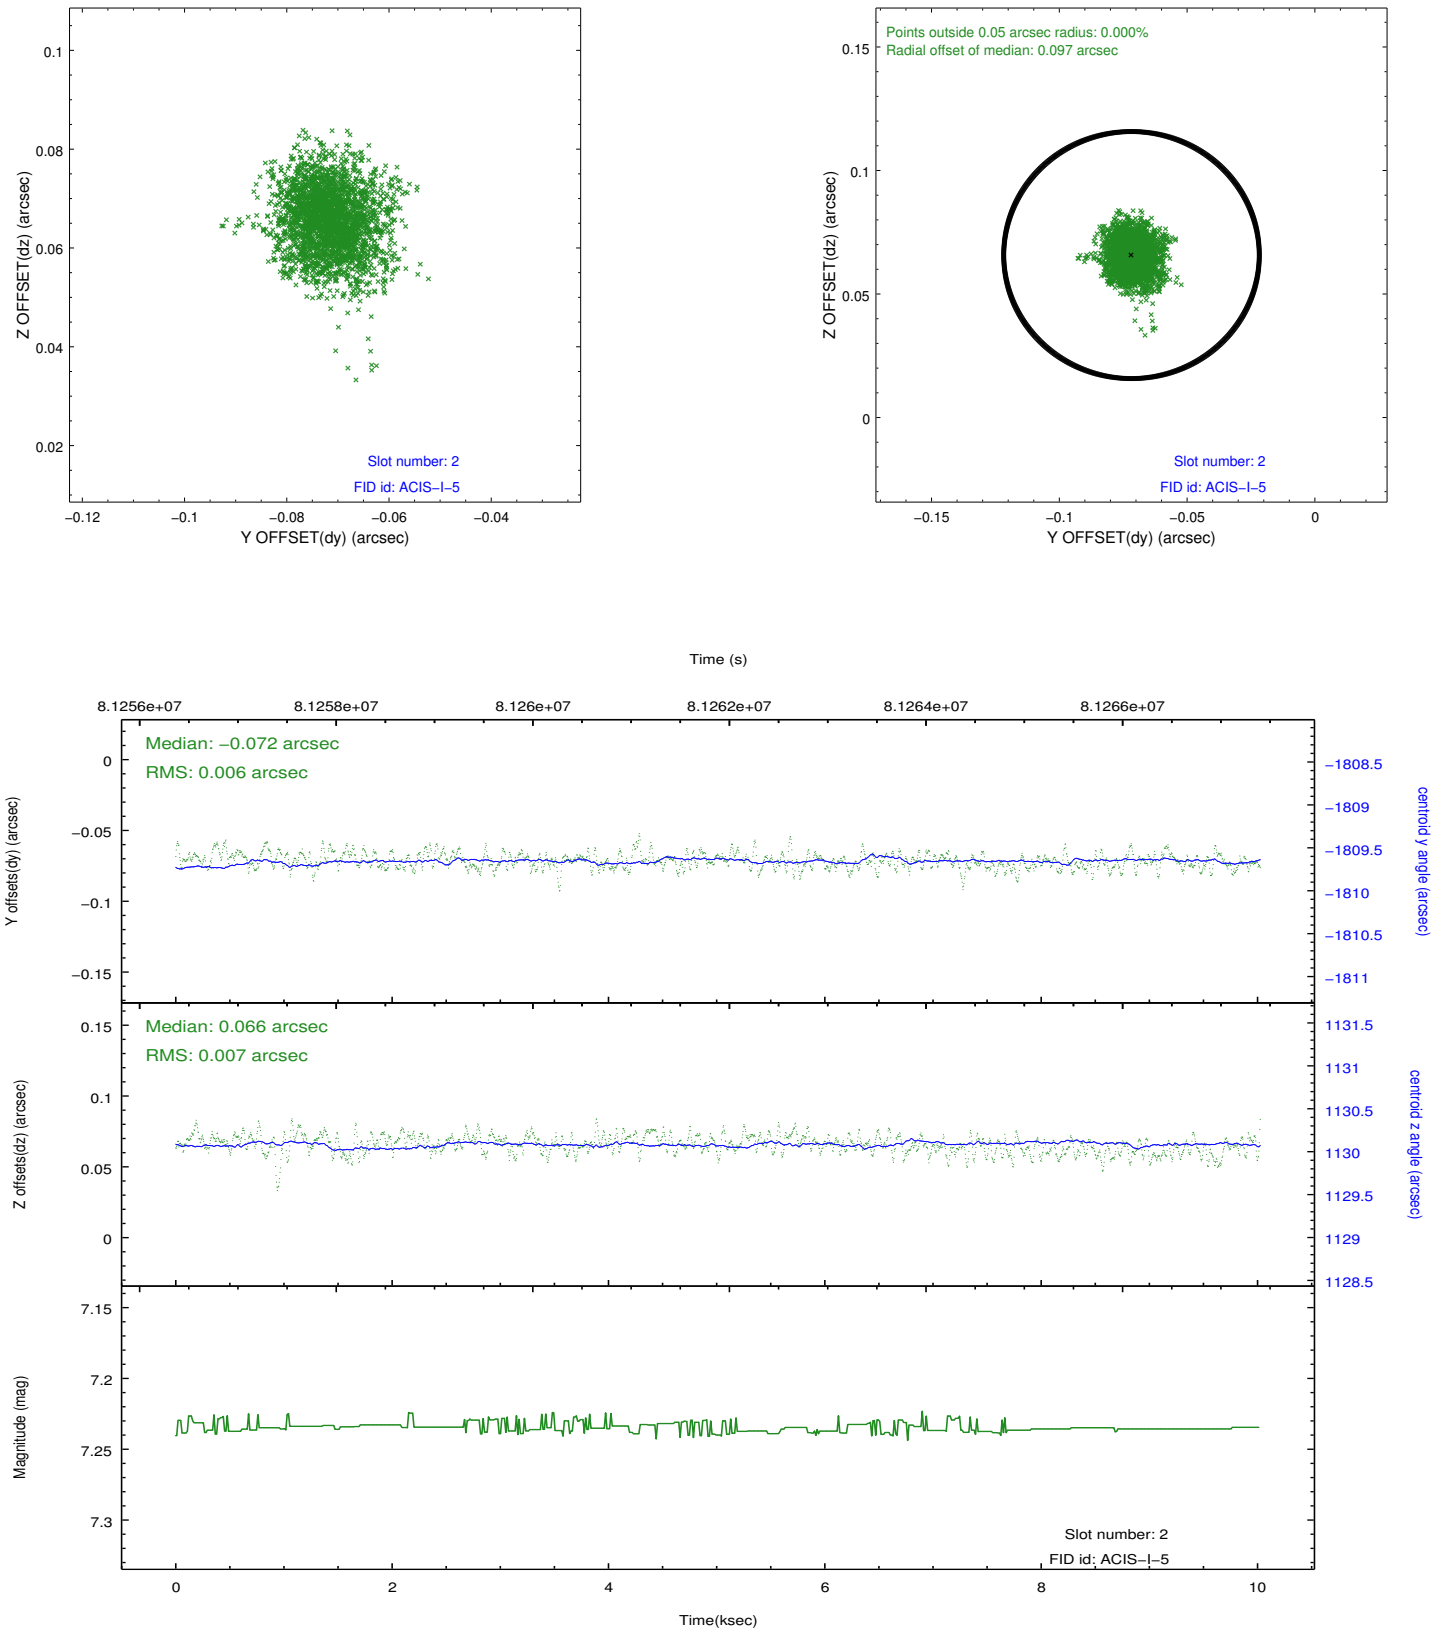 0.1
0.08
0.06
0.04
0.02
Z OFFSET(dz) (arcsec)
Slot number: 2
FID id: ACIS−I−5
−0.12 −0.1 −0.08 −0.06 −0.04
Y OFFSET(dy) (arcsec)
Points outside 0.05 arcsec radius: 0.000%
Radial offset of median: 0.097 arcsec
0.15
0.1
0.05
0
Z OFFSET(dz) (arcsec)
Slot number: 2
FID id: ACIS−I−5
−0.15 −0.1 −0.05 0
Y OFFSET(dy) (arcsec)
Time (s)
8.1256e+07 8.1258e+07 8.126e+07 8.1262e+07 8.1264e+07 8.1266e+07
Median: −0.072 arcsec
RMS: 0.006 arcsec
0
−0.05
−0.1
−0.15
Y offsets(dy) (arcsec)
−1808.5
−1809
−1809.5
−1810
−1810.5
−1811
centroid y angle (arcsec)
Median: 0.066 arcsec
RMS: 0.007 arcsec
0.15
0.1
0.05
0
Z offsets(dz) (arcsec)
1131.5
1131
1130.5
1130
1129.5
1129
1128.5
centroid z angle (arcsec)
7.15
7.2
7.25
7.3
Magnitude (mag)
Slot number: 2
FID id: ACIS−I−5
0 2 4 6 8 10
Time(ksec)